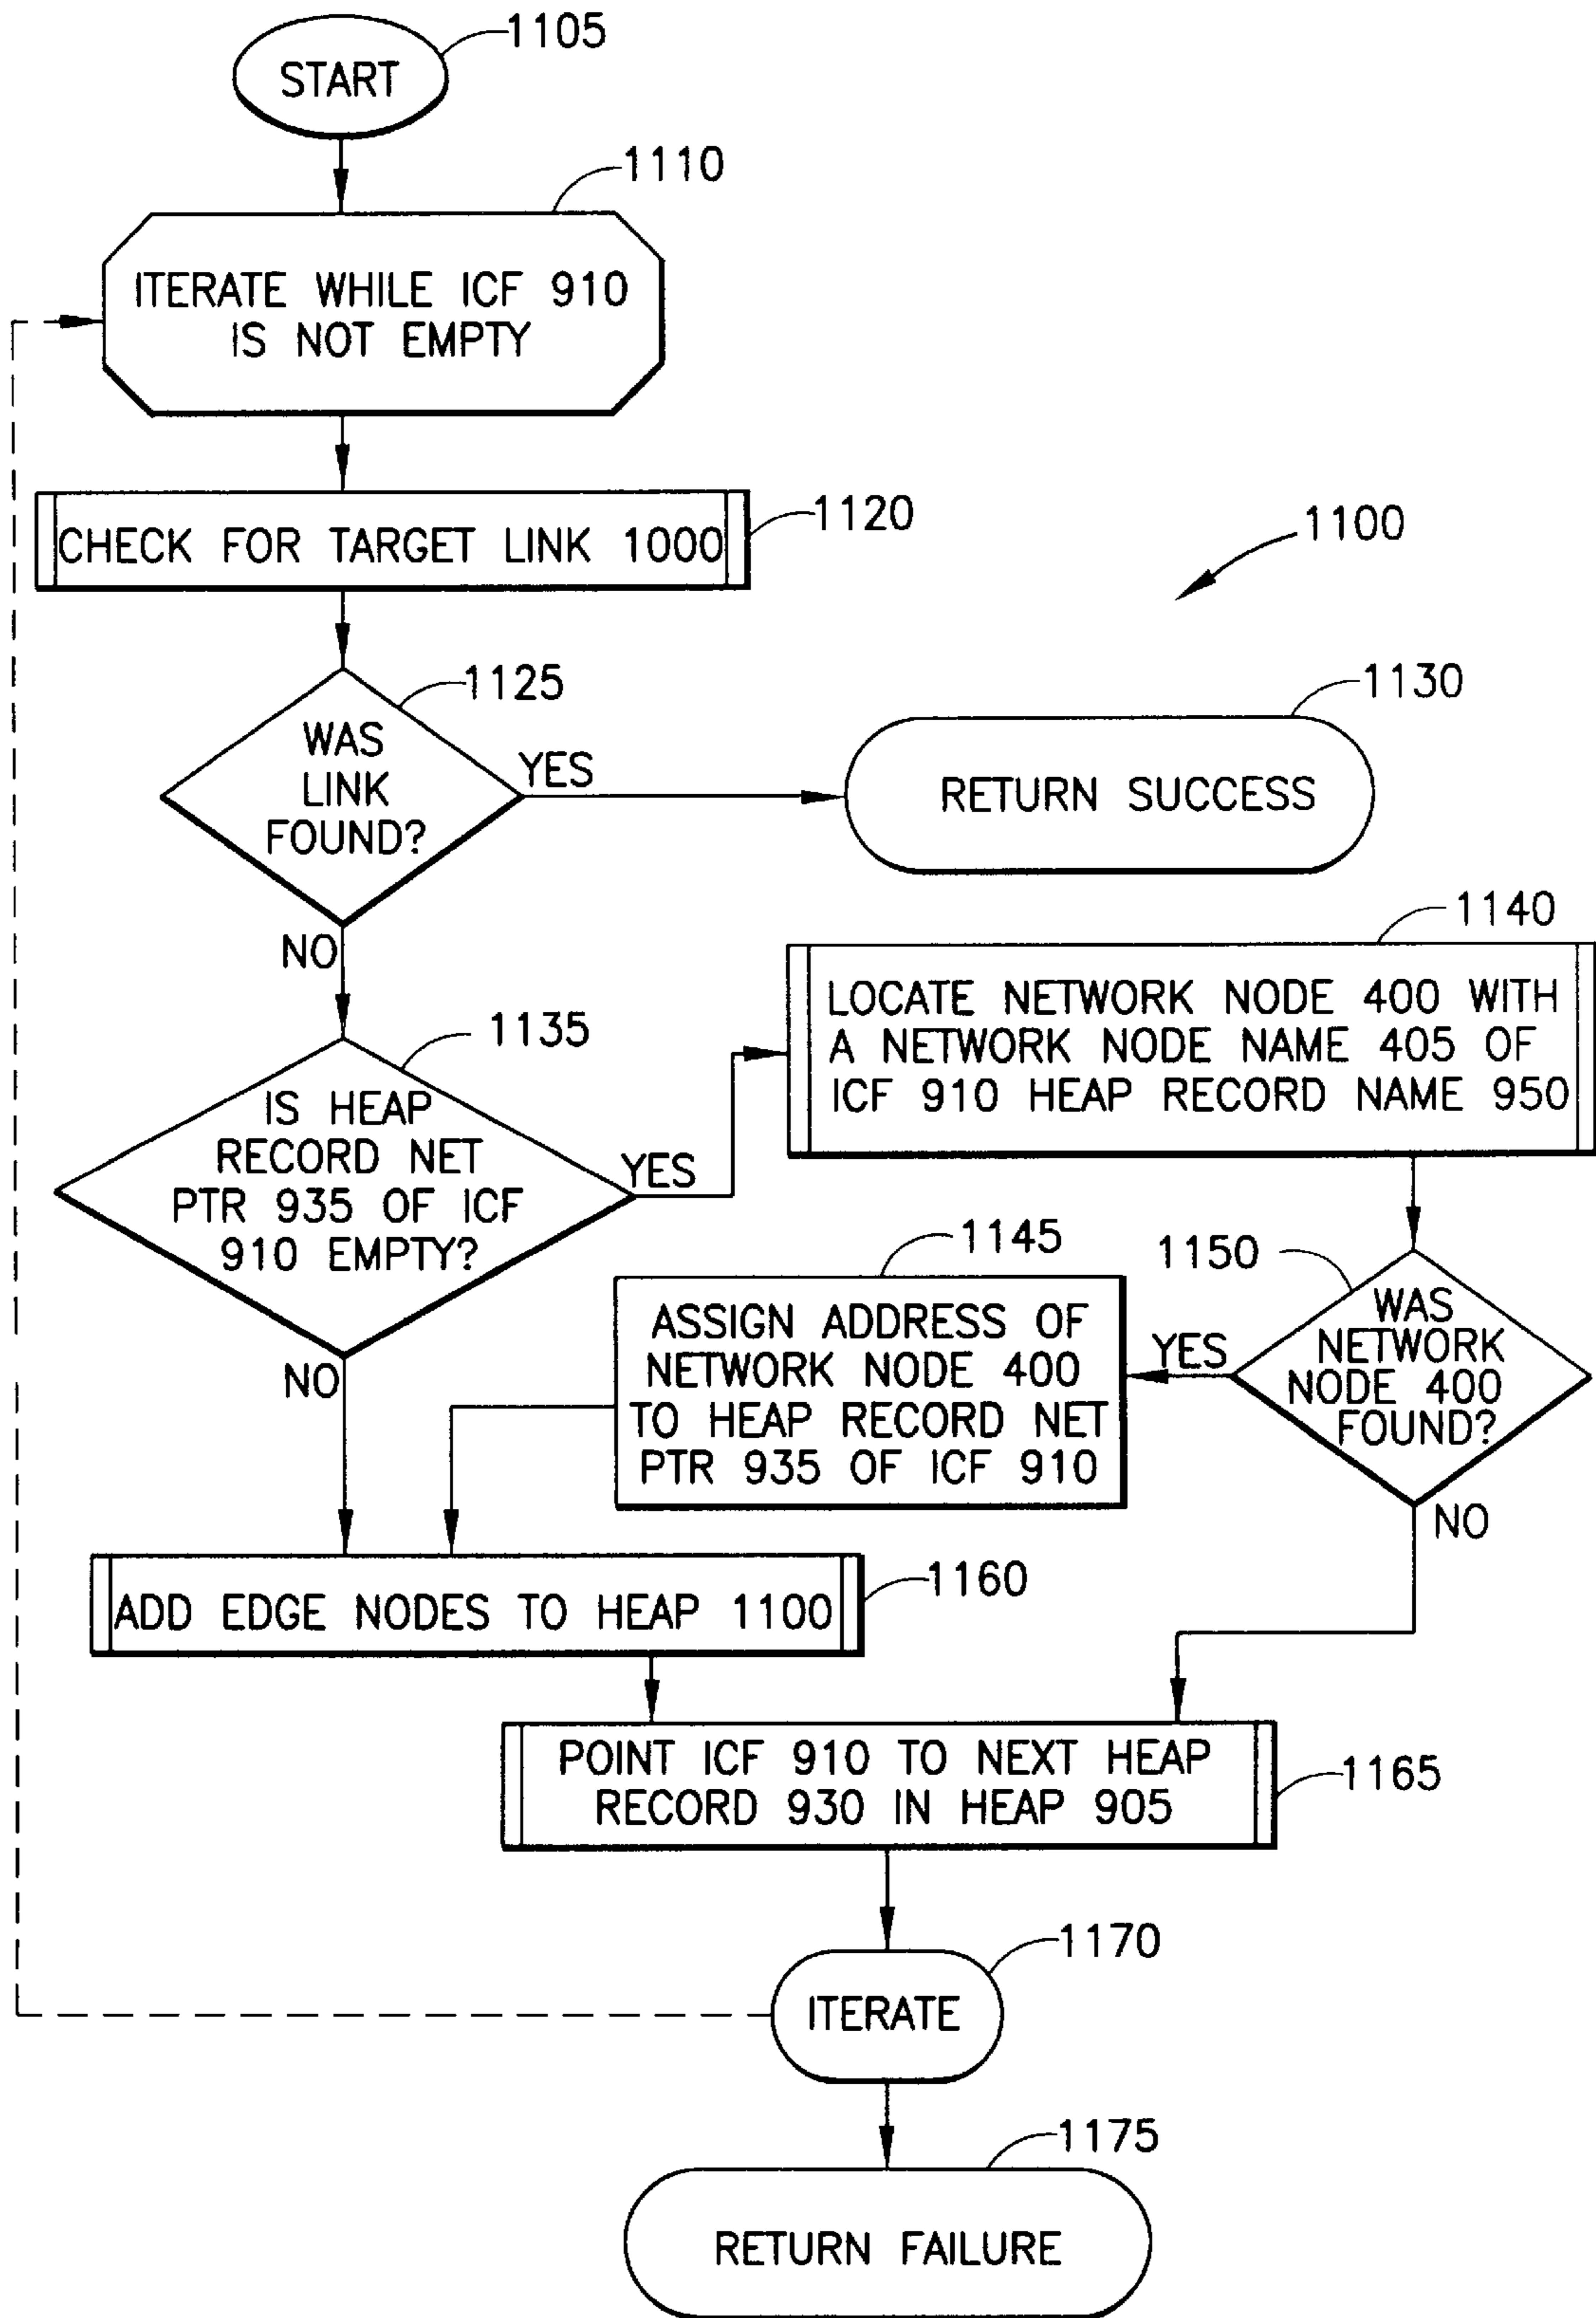 1105
START
1110
ITERATE WHILE ICF 910
IS NOT EMPTY
CHECK FOR TARGET LINK 1000
1120
1100
1125
WAS
LINK
FOUND?
YES
NO
1130
RETURN SUCCESS
1135
IS HEAP
RECORD NET
PTR 935 OF ICF
910 EMPTY?
YES
NO
1140
LOCATE NETWORK NODE 400 WITH
A NETWORK NODE NAME 405 OF
ICF 910 HEAP RECORD NAME 950
1145
ASSIGN ADDRESS OF
NETWORK NODE 400
TO HEAP RECORD NET
PTR 935 OF ICF 910
1150
WAS
NETWORK
NODE 400
FOUND?
YES
NO
ADD EDGE NODES TO HEAP 1100
1160
POINT ICF 910 TO NEXT HEAP
RECORD 930 IN HEAP 905
1165
1170
ITERATE
1175
RETURN FAILURE